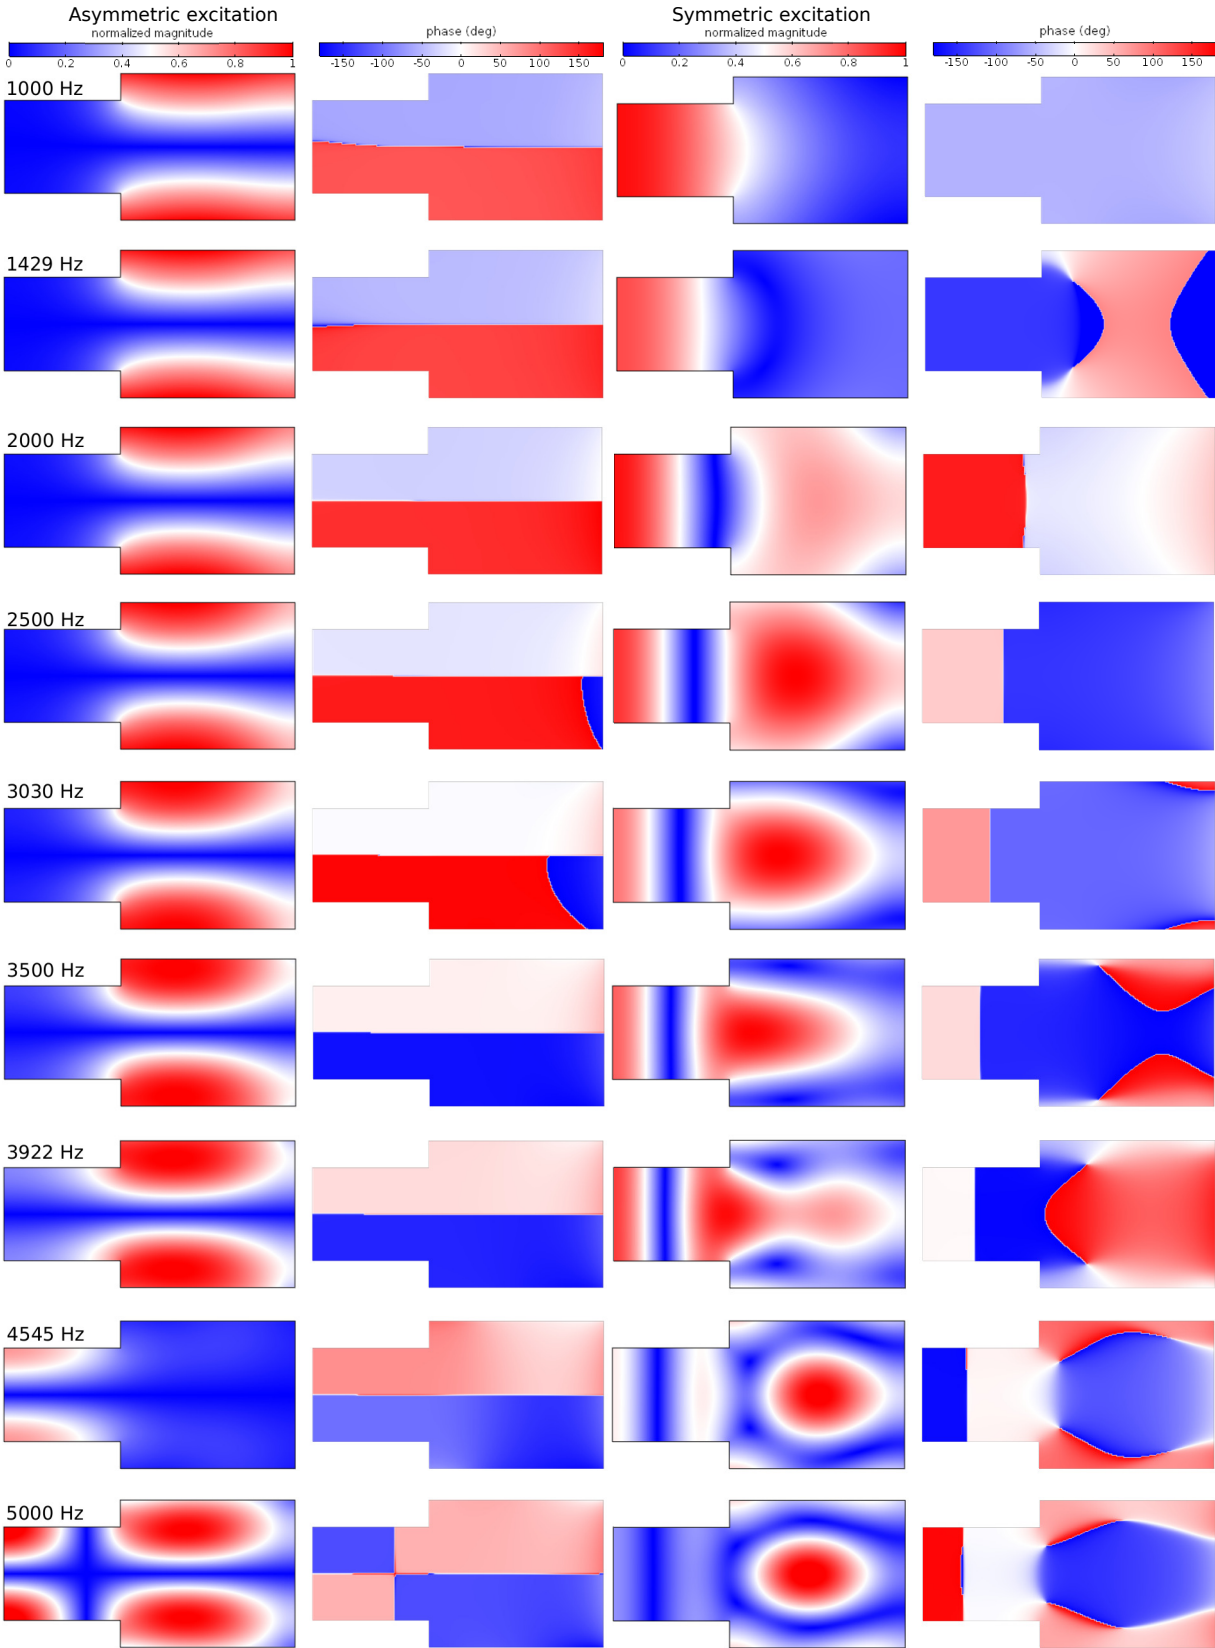 Asymmetric excitation Symmetric excitation
normalized magnitude phase (deg) normalized magnitude phase (deg)
0 0.2 0.4 0.6 0.8 1 -150 -100 -50 0 50 100 150 0 0.2 0.4 0.6 0.8 1 -150 -100 -50 0 50 100 150
1000 Hz
1429 Hz
2000 Hz
2500 Hz
3030 Hz
3500 Hz
3922 Hz
4545 Hz
5000 Hz